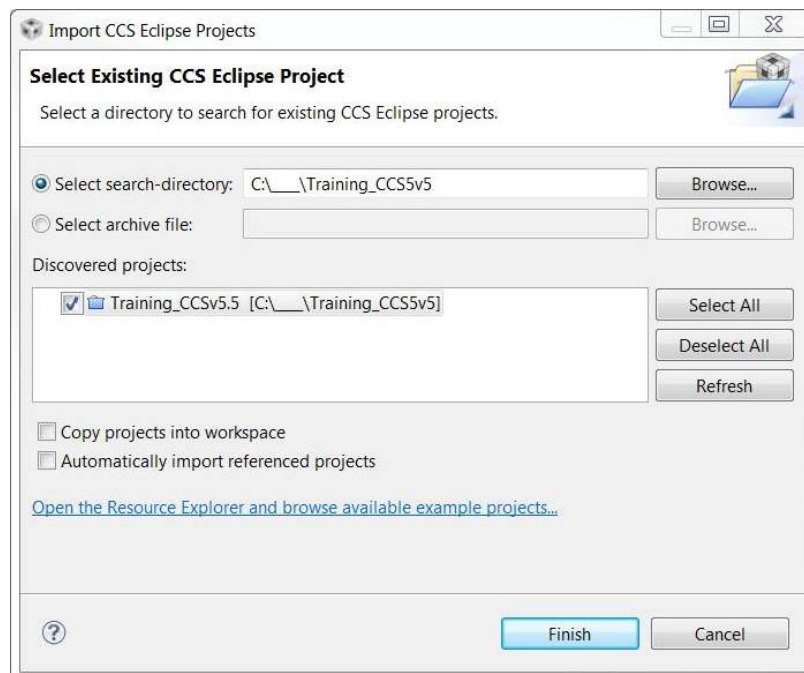 Import CCS Eclipse Projects
Select Existing CCS Eclipse Project
Select a directory to search for existing CCS Eclipse projects.
Select search-directory: C:\___\Training_CCS5v5 Browse...
Select archive file: Browse...
Discovered projects:
Training_CCSv5.5 [C:\___\Training_CCS5v5]
Select All
Deselect All
Refresh
Copy projects into workspace
Automatically import referenced projects
Open the Resource Explorer and browse available example projects...
? Finish Cancel